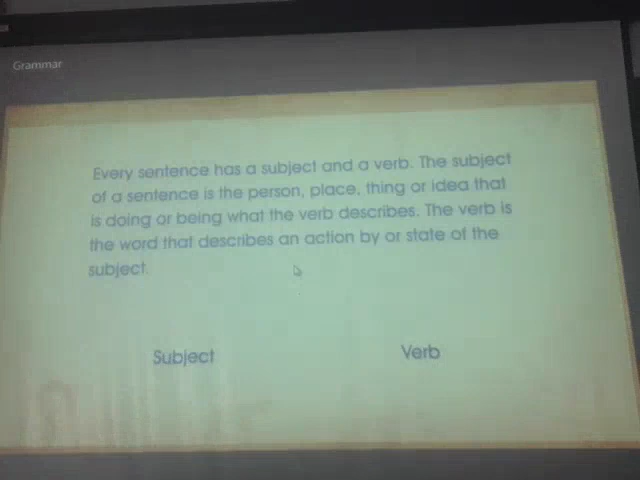 Grammar
Every sentence has a subject and a verb. The subject
of a sentence is the person, place, thing or idea that
is doing or being what the verb describes. The verb is
the word that describes an action by or state of the
subject.
Subject Verb